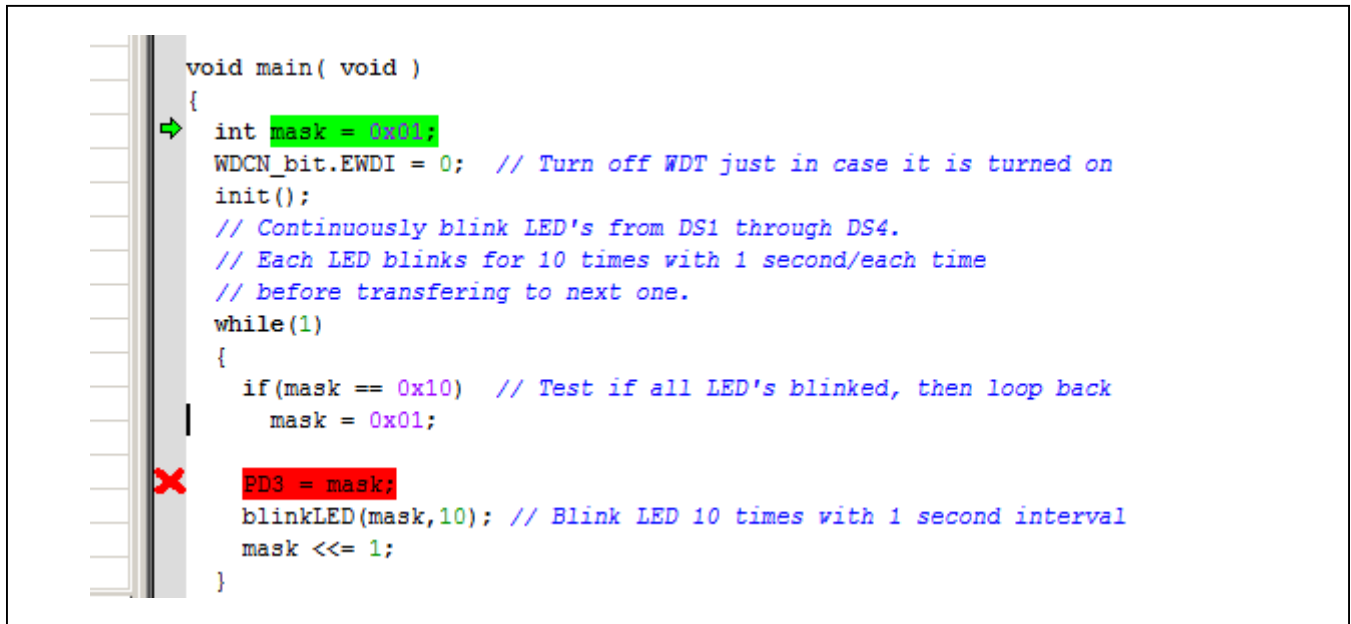 void main( void )
{
int mask = 0x01;
WDCN_bit.EWDI = 0;  // Turn off WDT just in case it is turned on
init();
// Continuously blink LED's from DS1 through DS4.
// Each LED blinks for 10 times with 1 second/each time
// before transfering to next one.
while(1)
{
if(mask == 0x10)  // Test if all LED's blinked, then loop back
mask = 0x01;
PD3 = mask;
blinkLED(mask,10); // Blink LED 10 times with 1 second interval
mask <<= 1;
}